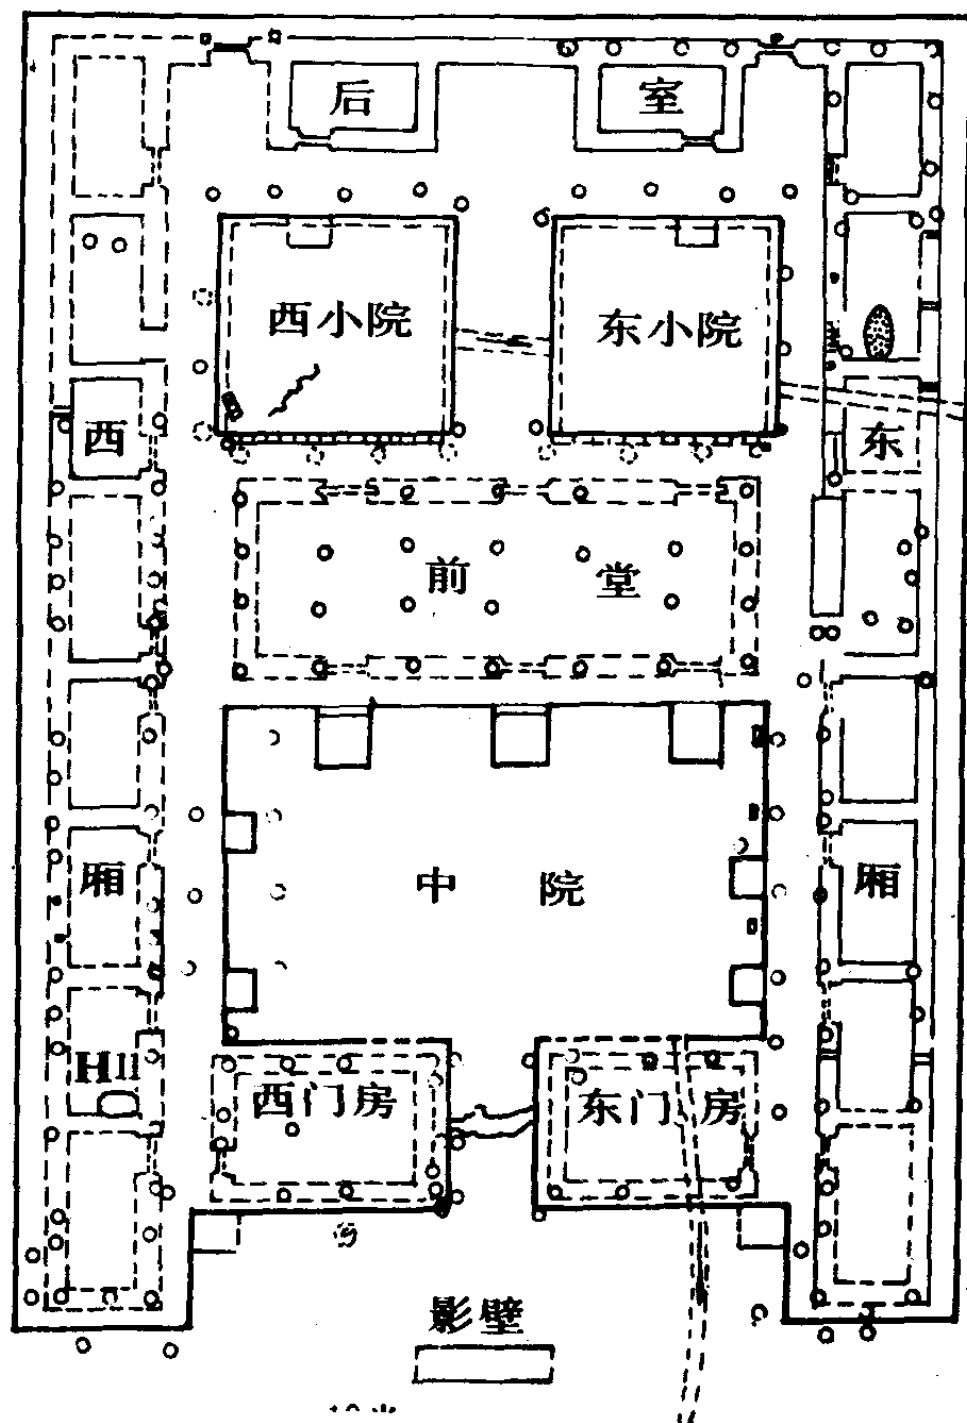 后 室
西小院 东小院
西 东
前 堂
厢 中 院 厢
H11
西门房 东门房
影壁